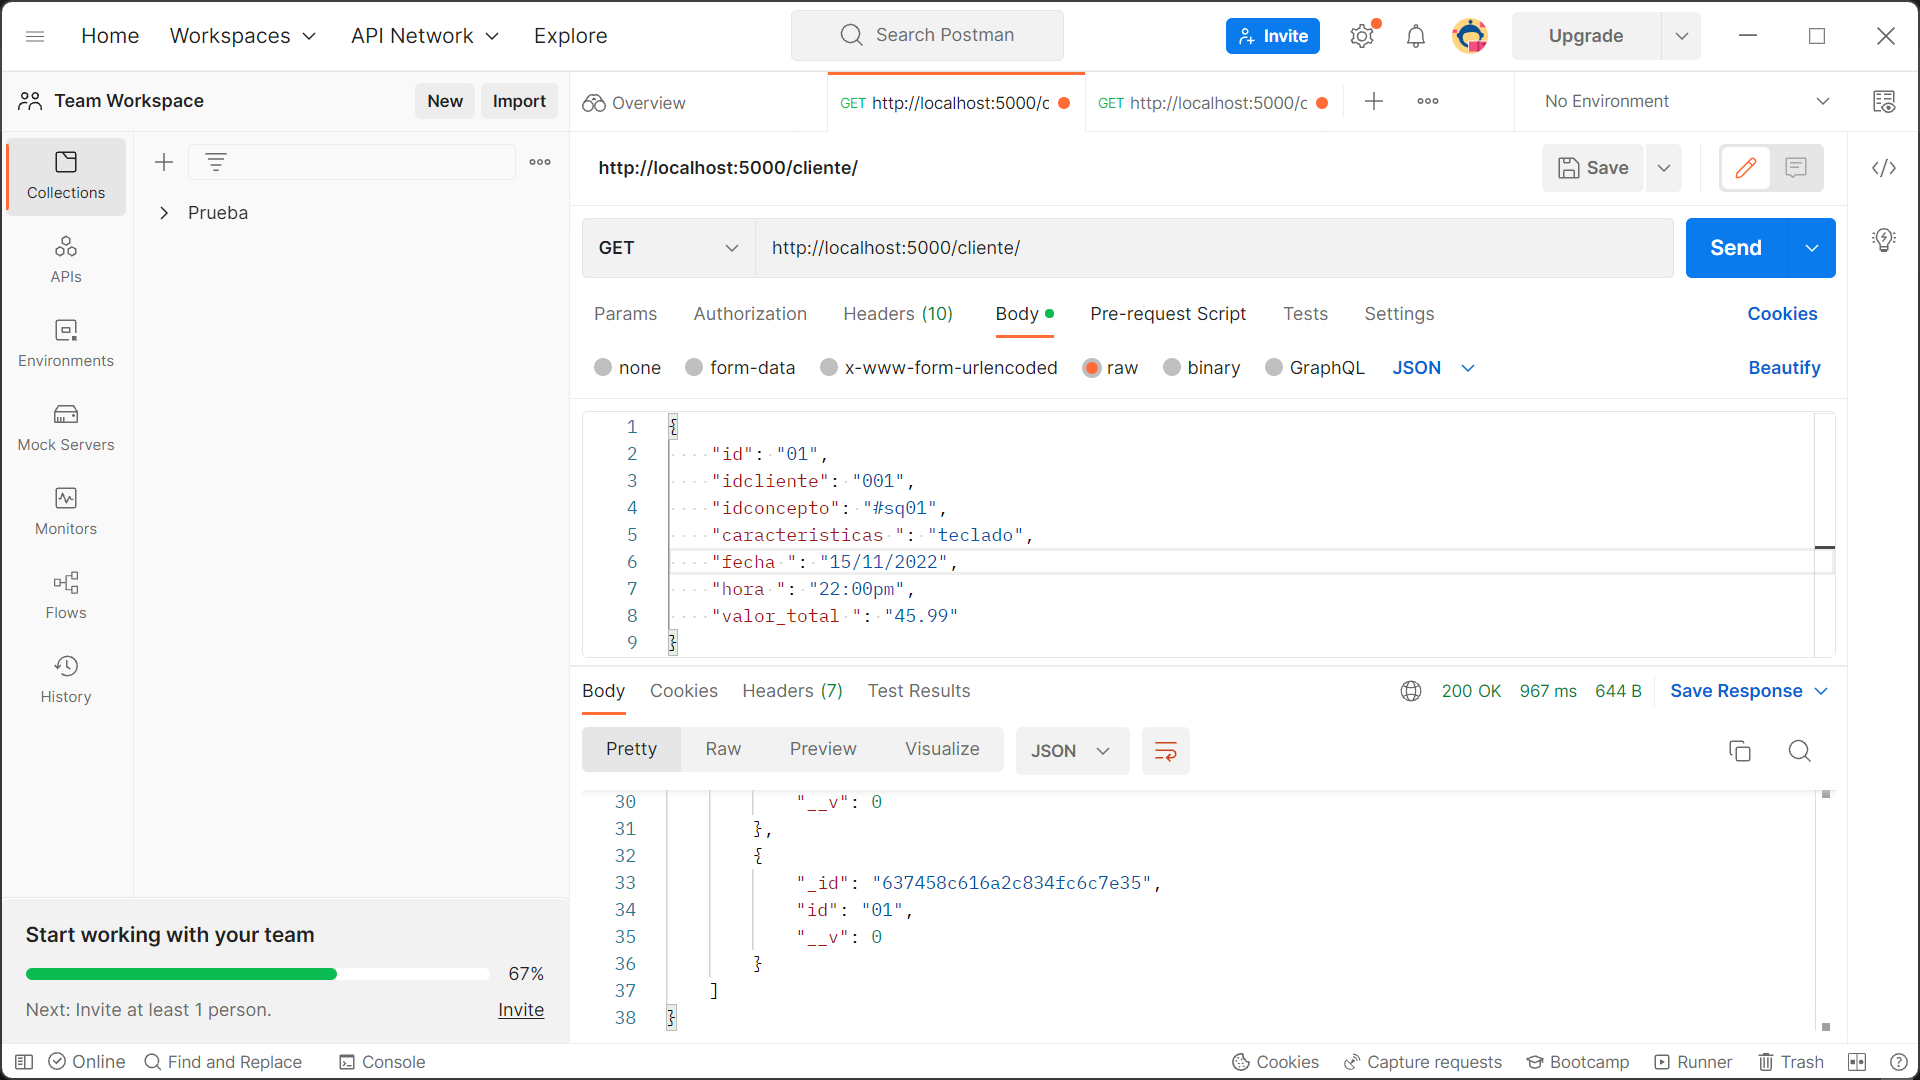 Home Workspaces API Network Explore Search Postman Invite Upgrade
Team Workspace New Import Overview GET http://localhost:5000/c GET http://localhost:5000/c No Environment
Collections
Prueba
APIs
Environments
Mock Servers
Monitors
Flows
History
http://localhost:5000/cliente/ Save
GET http://localhost:5000/cliente/ Send
Params Authorization Headers (10) Body Pre-request Script Tests Settings Cookies
none form-data x-www-form-urlencoded raw binary GraphQL JSON Beautify
1 {
2 "id": "01",
3 "idcliente": "001",
4 "idconcepto": "#sq01",
5 "caracteristicas ": "teclado",
6 "fecha ": "15/11/2022",
7 "hora ": "22:00pm",
8 "valor_total ": "45.99"
9 }
Body Cookies Headers (7) Test Results 200 OK 967 ms 644 B Save Response
Pretty Raw Preview Visualize JSON
30 "__v": 0
31 },
32 {
33 "_id": "637458c616a2c834fc6c7e35",
34 "id": "01",
35 "__v": 0
36 }
37 ]
38 }
Start working with your team
67%
Next: Invite at least 1 person. Invite
Online Find and Replace Console Cookies Capture requests Bootcamp Runner Trash